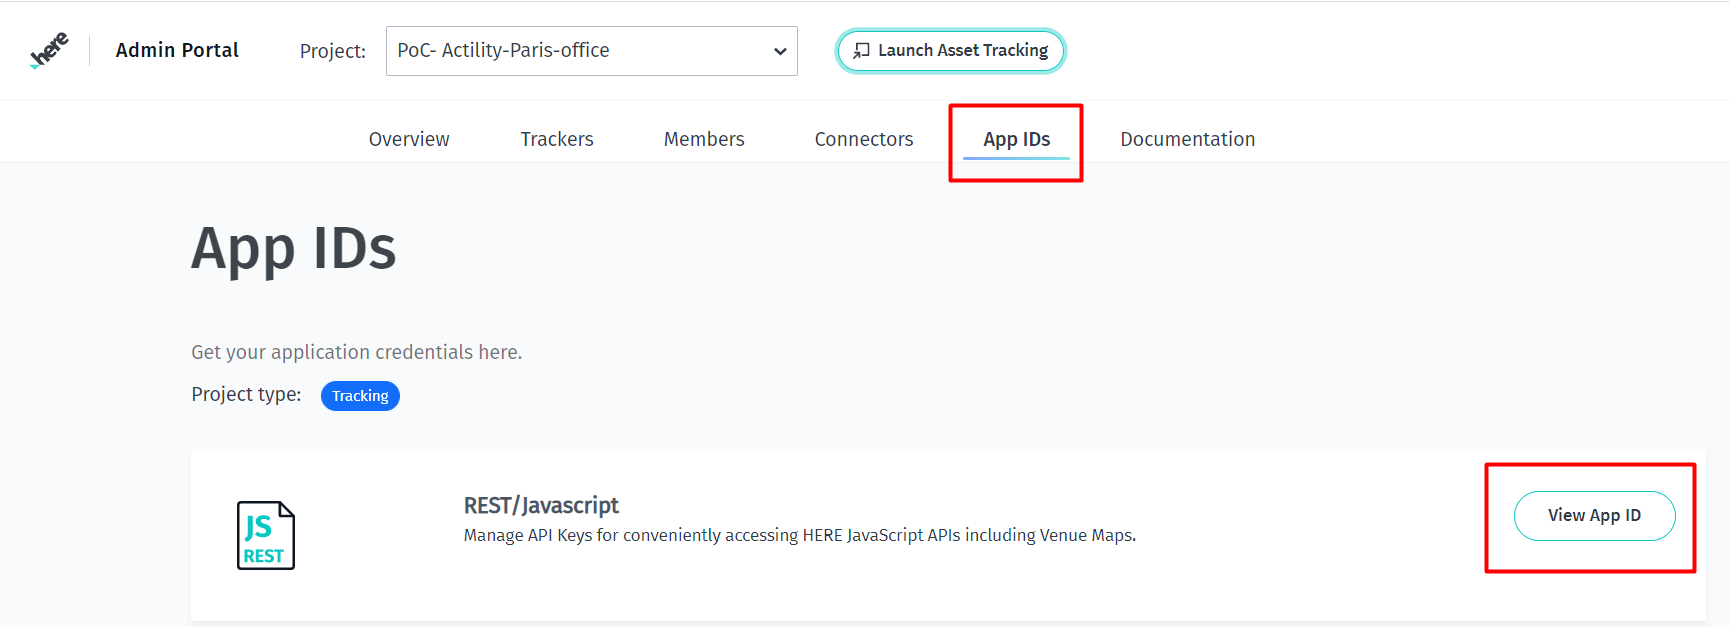 here
Admin Portal
Project:
PoC- Actility-Paris-office
Launch Asset Tracking
Overview
Trackers
Members
Connectors
App IDs
Documentation
App IDs
Get your application credentials here.
Project type:
Tracking
JS
REST
REST/Javascript
Manage API Keys for conveniently accessing HERE JavaScript APIs including Venue Maps.
View App ID